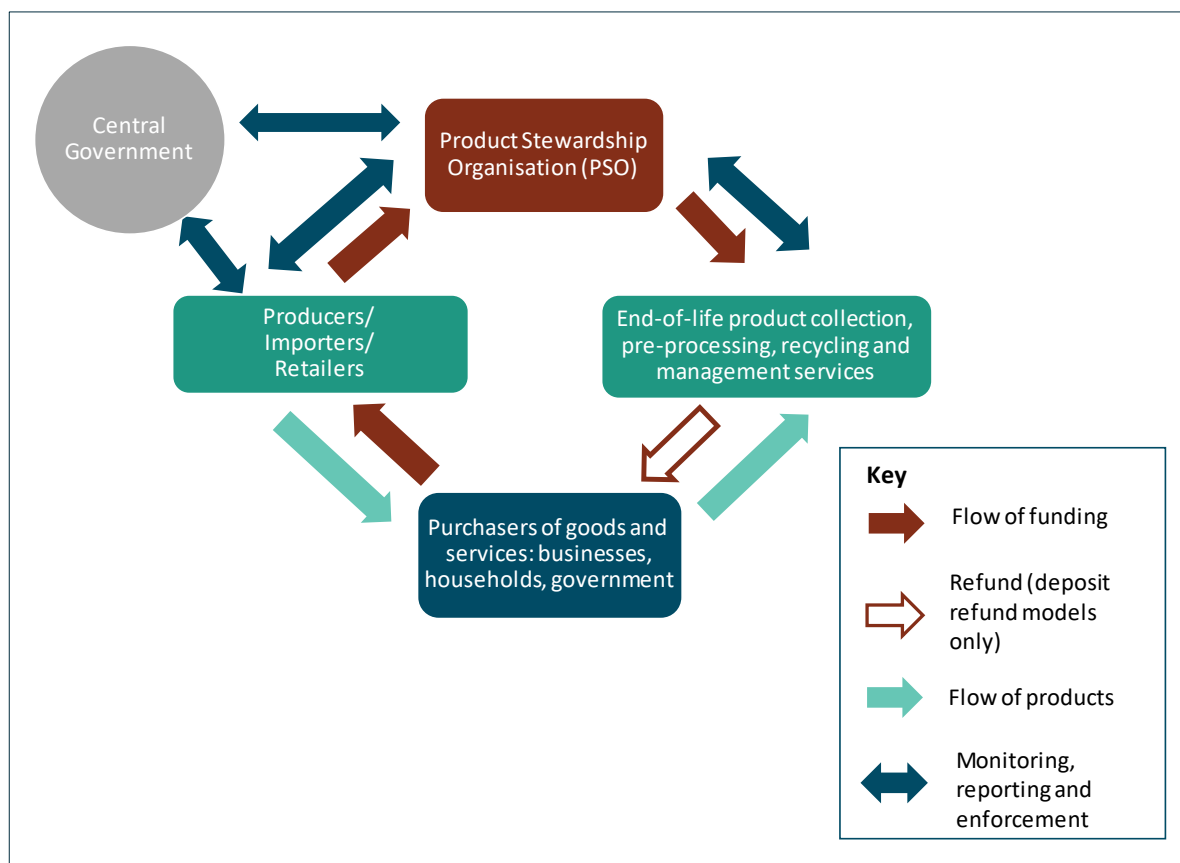 Central
Government
Product Stewardship
Organisation (PSO)
Producers/
Importers/
Retailers
End-of-life product collection,
pre-processing, recycling and
management services
Purchasers of goods and
services: businesses,
households, government
Key
Flow of funding
Refund (deposit
refund models
only)
Flow of products
Monitoring,
reporting and
enforcement